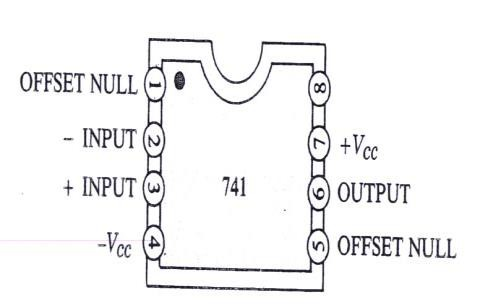 OFFSET NULL 1
8
- INPUT 2
7 +Vcc
+ INPUT 3
741
6 OUTPUT
-Vcc 4
5 OFFSET NULL